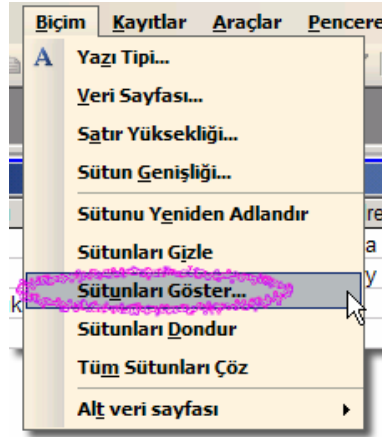 Biçim Kayıtlar Araçlar Pencere
A Yazı Tipi...
Veri Sayfası...
Satır Yüksekliği...
Sütun Genişliği...
Sütunu Yeniden Adlandır
Sütunları Gizle
Sütunları Göster...
Sütunları Dondur
Tüm Sütunları Çöz
Alt veri sayfası